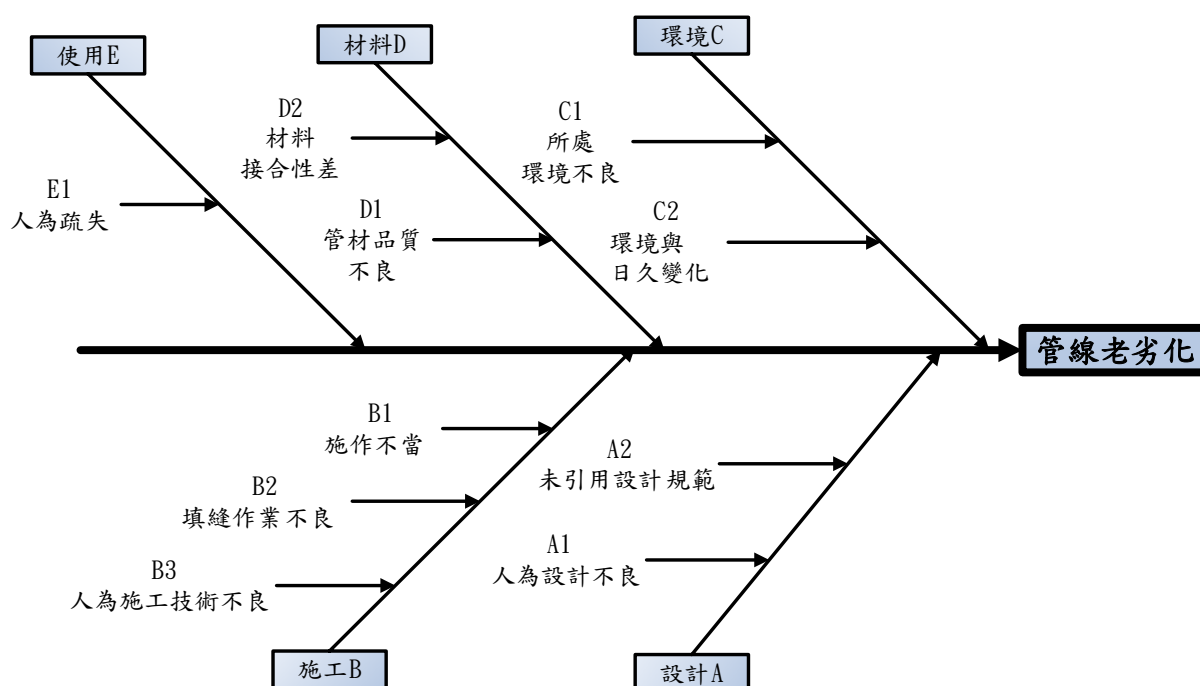 使用E
材料D
環境C
D2
材料
接合性差
C1
所處
環境不良
E1
人為疏失
D1
管材品質
不良
C2
環境與
日久變化
管線老劣化
B1
施作不當
A2
未引用設計規範
B2
填縫作業不良
A1
人為設計不良
B3
人為施工技術不良
施工B
設計A